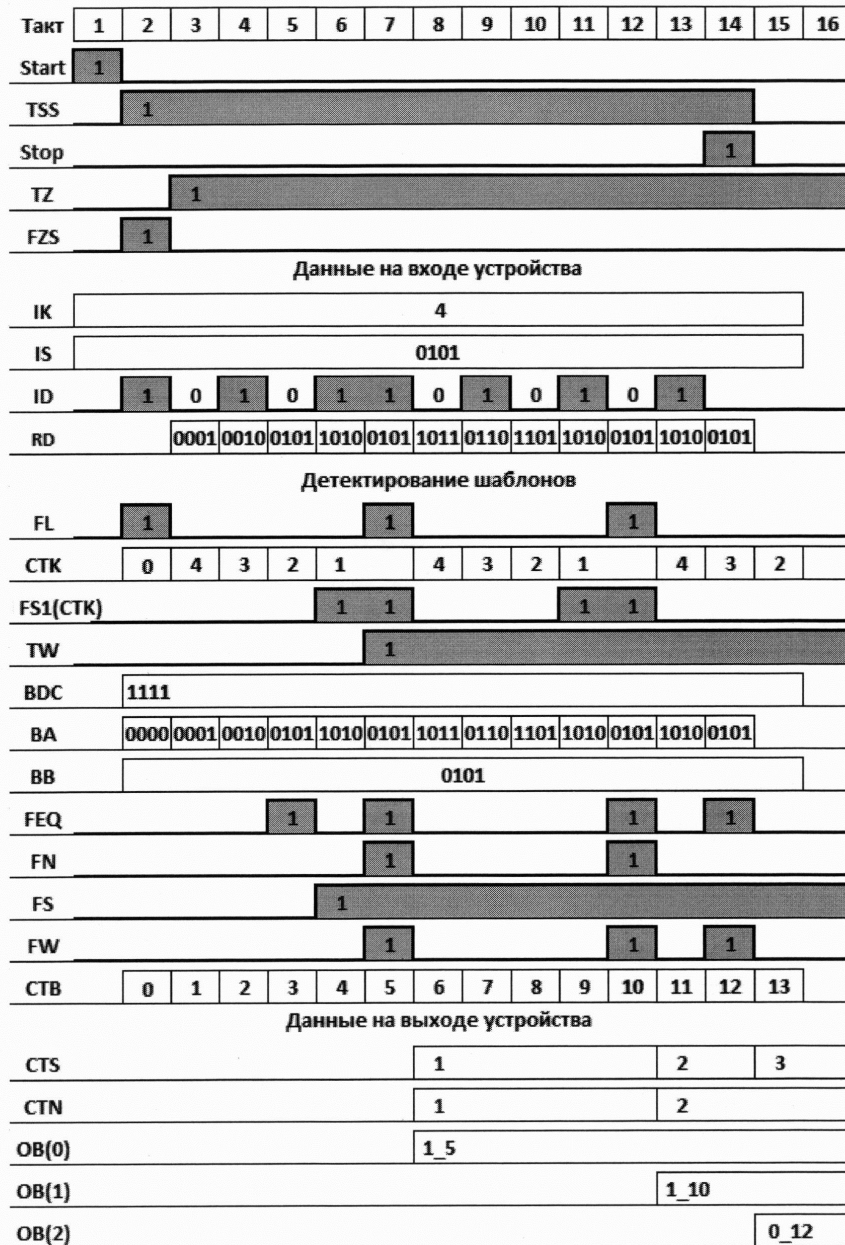 Такт 1 2 3 4 5 6 7 8 9 10 11 12 13 14 15 16
Start 1
TSS 1
Stop 1
TZ 1
FZS 1
Данные на входе устройства
IK 4
IS 0101
ID 1 0 1 0 1 1 0 1 0 1 0 1
RD 0001 0010 0101 1010 0101 1011 0110 1101 1010 0101 1010 0101
Детектирование шаблонов
FL 1 1 1
CTK 0 4 3 2 1 4 3 2 1 4 3 2
FS1(CTK) 1 1 1 1
TW 1
BDC 1111
BA 0000 0001 0010 0101 1010 0101 1011 0110 1101 1010 0101 1010 0101
BB 0101
FEQ 1 1 1 1
FN 1 1
FS 1
FW 1 1 1
CTB 0 1 2 3 4 5 6 7 8 9 10 11 12 13
Данные на выходе устройства
CTS 1 2 3
CTN 1 2
OB(0) 1_5
OB(1) 1_10
OB(2) 0_12